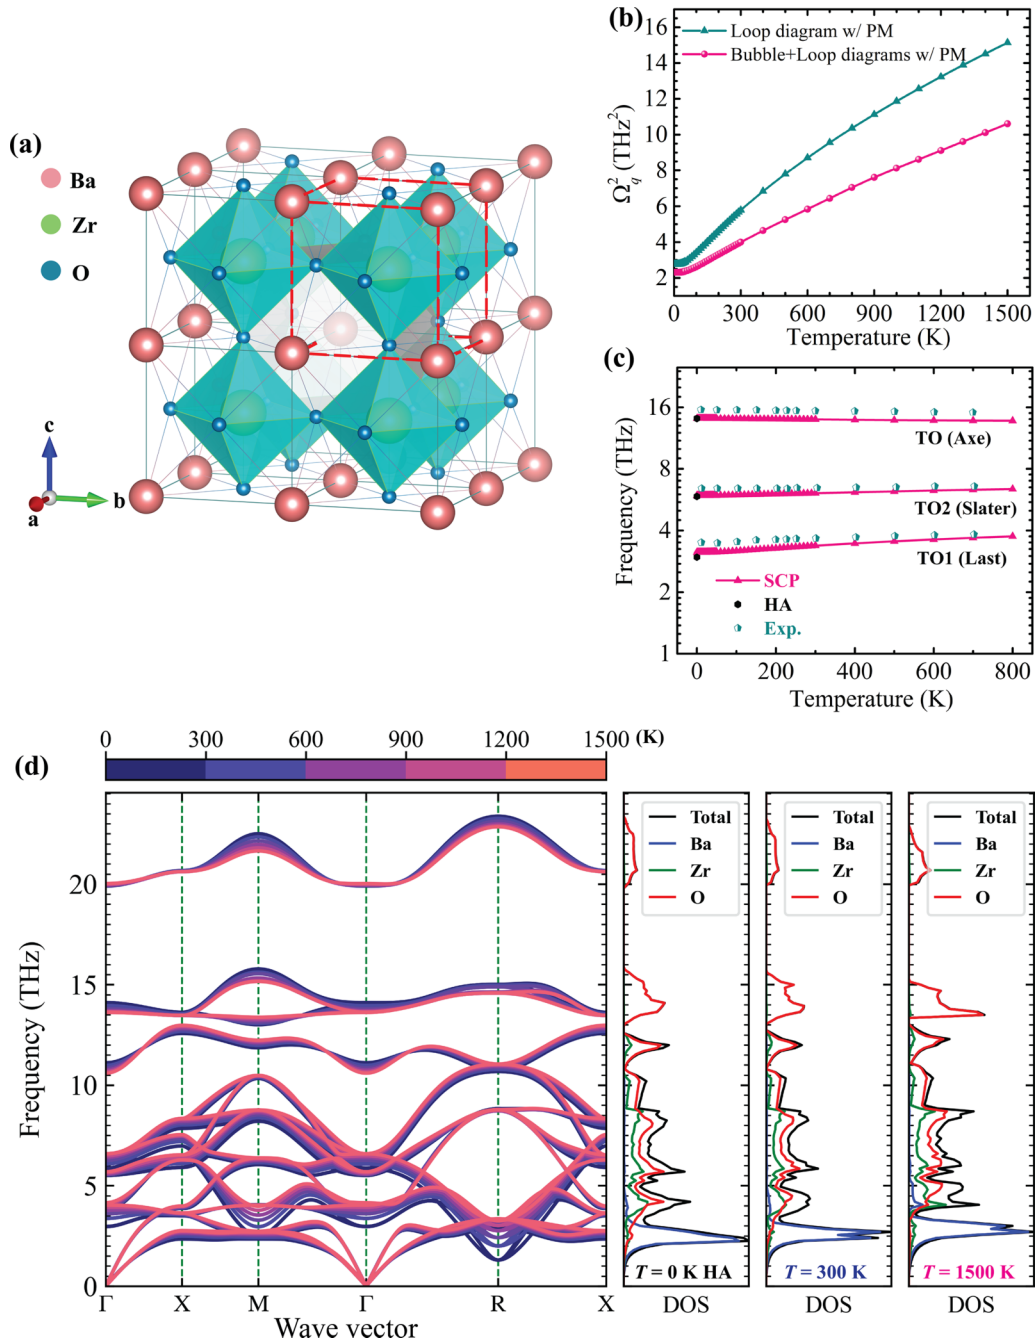 (a)
Ba
Zr
O
c
b
a
(b)
Loop diagram w/ PM
Bubble+Loop diagrams w/ PM
16
14
12
10
8
6
4
2
Ω_q^2 (THz^2)
0 300 600 900 1200 1500
Temperature (K)
(c)
16
8
4
2
1
Frequency (THz)
TO (Axe)
TO2 (Slater)
TO1 (Last)
SCP
HA
Exp.
0 200 400 600 800
Temperature (K)
(d)
0 300 600 900 1200 1500 (K)
20
15
10
5
0
Frequency (THz)
Γ X M Γ R X
Wave vector
Total
Ba
Zr
O
T = 0 K HA
DOS
Total
Ba
Zr
O
T = 300 K
DOS
Total
Ba
Zr
O
T = 1500 K
DOS